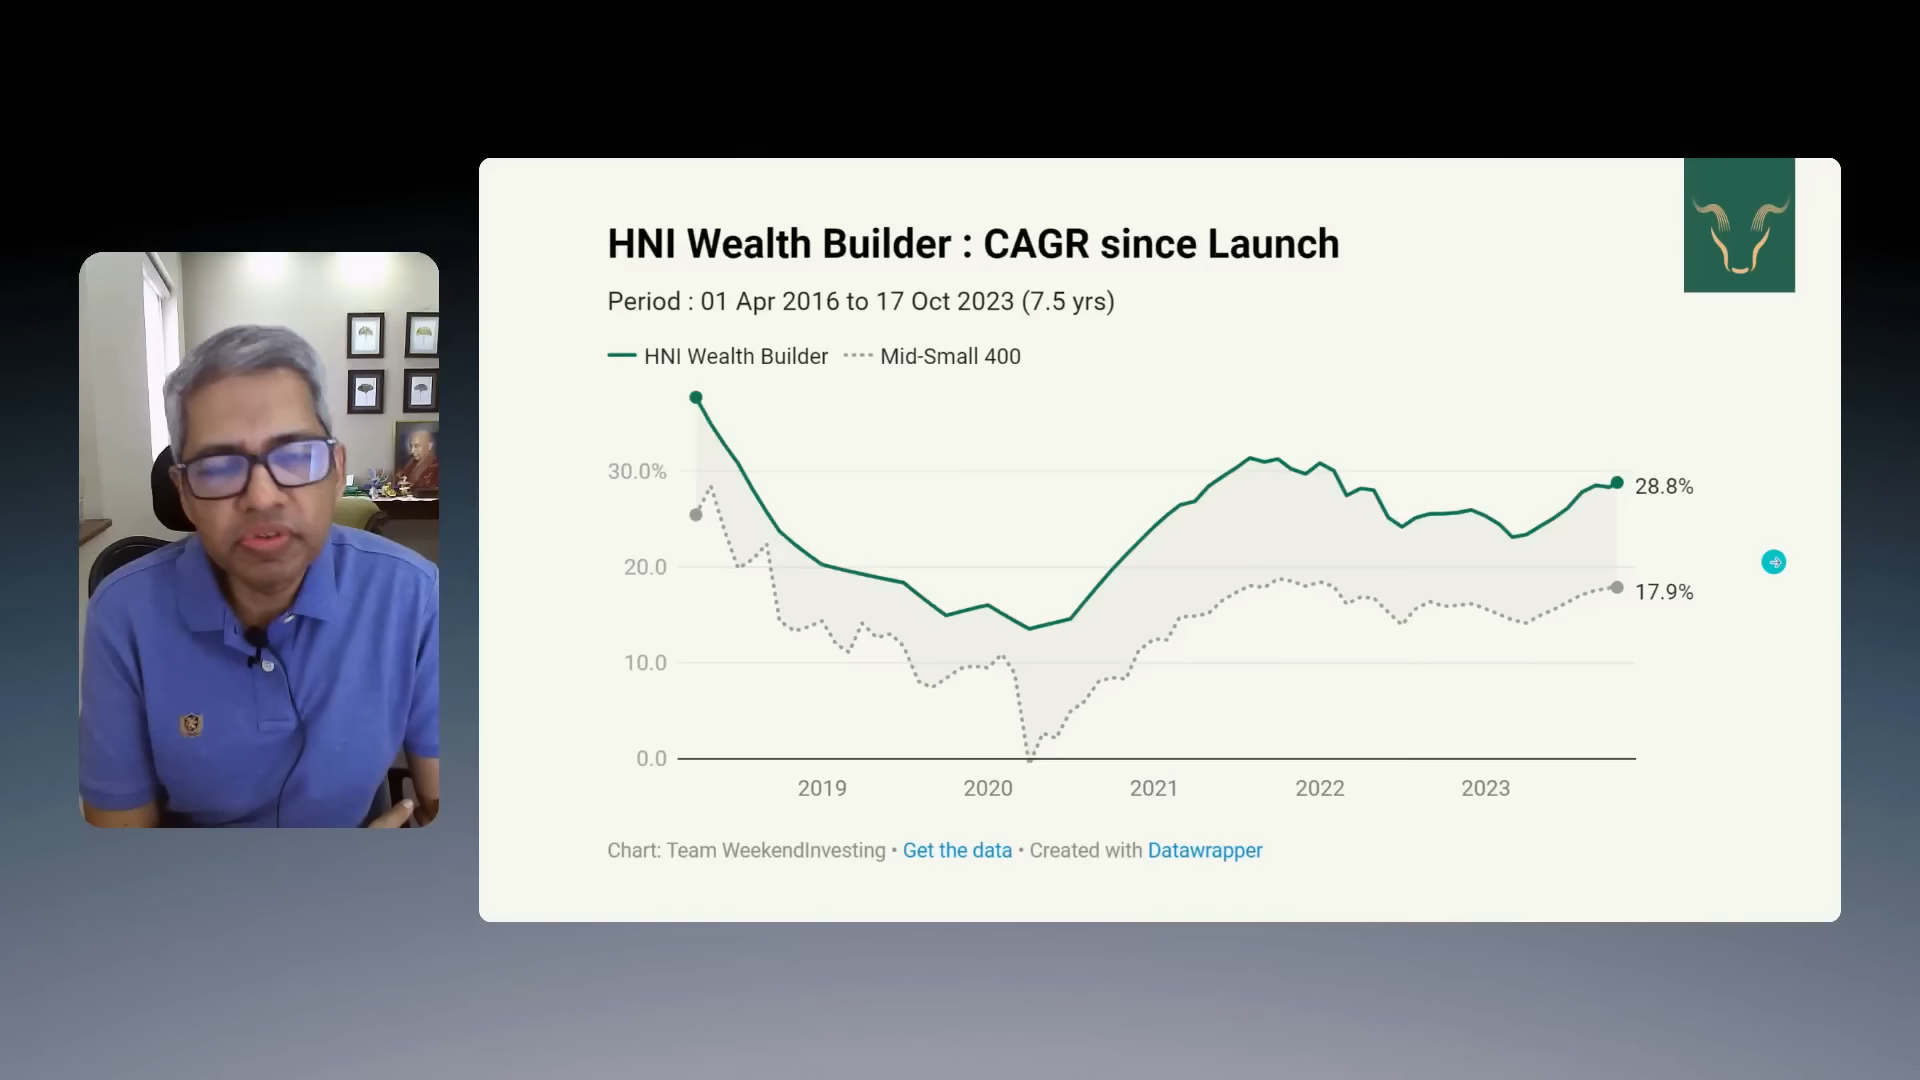 HNI Wealth Builder : CAGR since Launch
Period : 01 Apr 2016 to 17 Oct 2023 (7.5 yrs)
HNI Wealth Builder Mid-Small 400
30.0%
28.8%
20.0
17.9%
10.0
0.0
2019 2020 2021 2022 2023
Chart: Team WeekendInvesting • Get the data • Created with Datawrapper